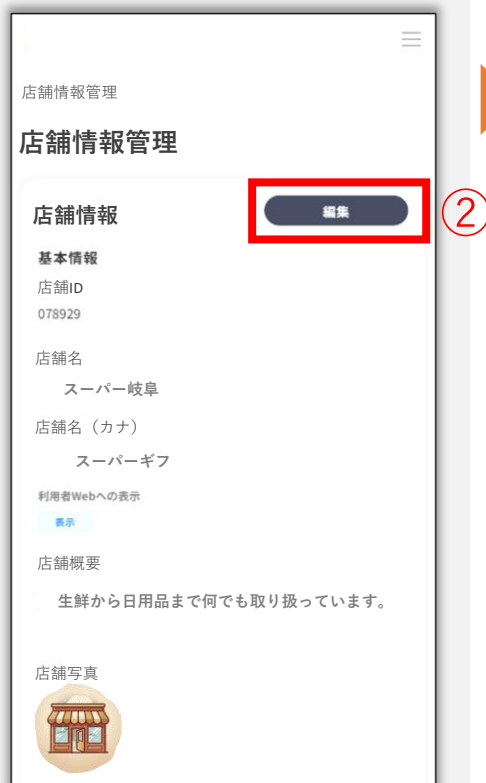 店舗情報管理
店舗情報管理
店舗情報
編集
②
基本情報
店舗ID
078929
店舗名
スーパー岐阜
店舗名（カナ）
スーパーギフ
利用者Webへの表示
表示
店舗概要
生鮮から日用品まで何でも取り扱っています。
店舗写真